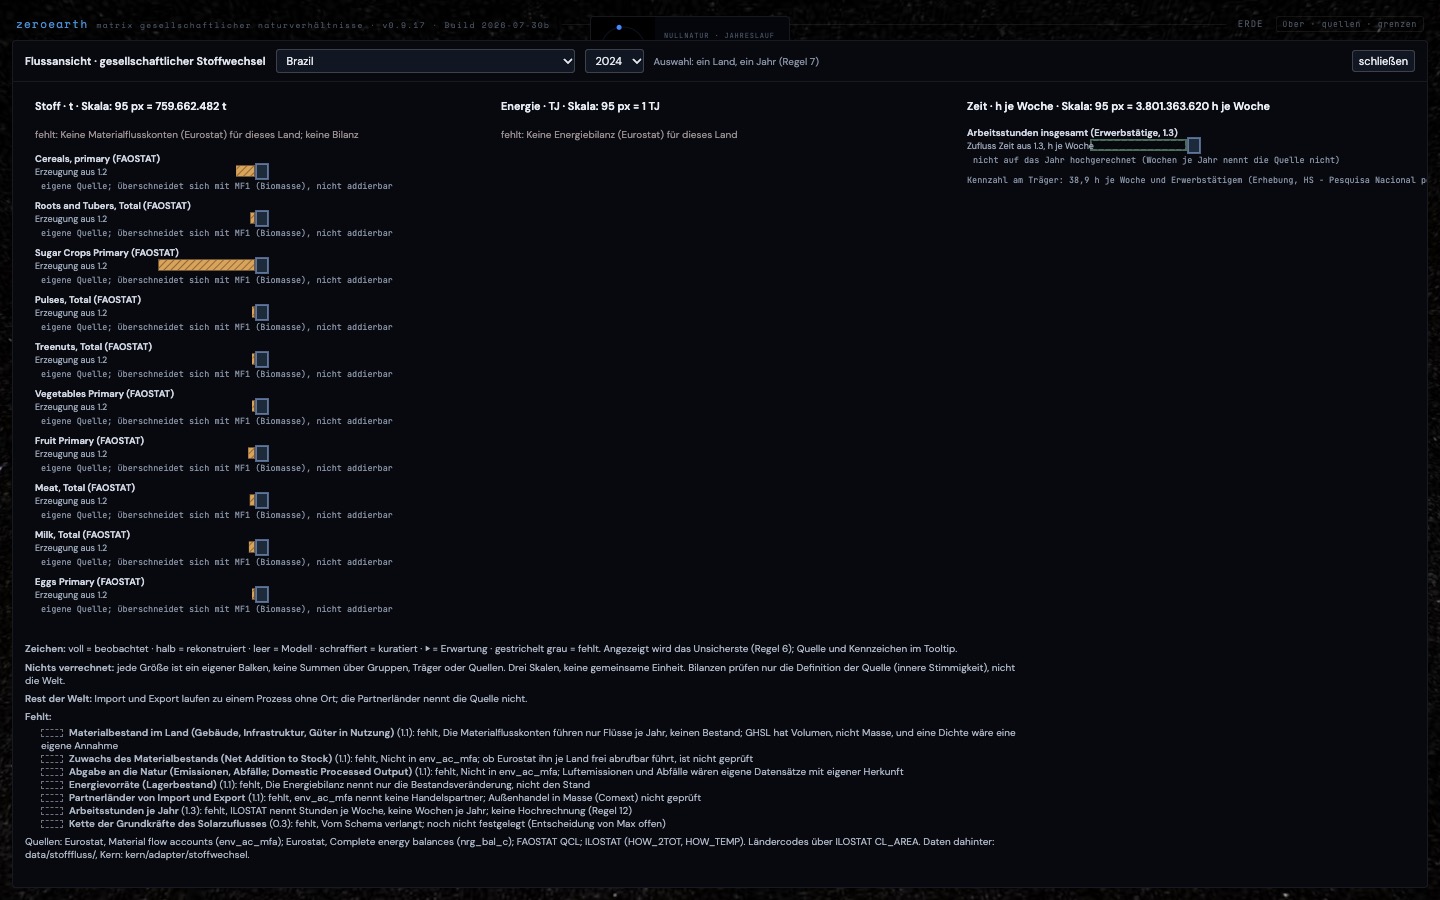 zeroearth matrix gesellschaftlicher naturverhältnisse · v0.9.17 · Build 2026-07-30b
NULLNATUR · JAHRESLAUF
ERDE
Über · quellen · grenzen
Flussansicht · gesellschaftlicher Stoffwechsel
Brazil
2024
Auswahl: ein Land, ein Jahr (Regel 7)
schließen
Stoff · t · Skala: 95 px = 759.662.482 t
fehlt: Keine Materialflusskonten (Eurostat) für dieses Land; keine Bilanz
Cereals, primary (FAOSTAT)
Erzeugung aus 1.2
eigene Quelle; überschneidet sich mit MF1 (Biomasse), nicht addierbar
Roots and Tubers, Total (FAOSTAT)
Erzeugung aus 1.2
eigene Quelle; überschneidet sich mit MF1 (Biomasse), nicht addierbar
Sugar Crops Primary (FAOSTAT)
Erzeugung aus 1.2
eigene Quelle; überschneidet sich mit MF1 (Biomasse), nicht addierbar
Pulses, Total (FAOSTAT)
Erzeugung aus 1.2
eigene Quelle; überschneidet sich mit MF1 (Biomasse), nicht addierbar
Treenuts, Total (FAOSTAT)
Erzeugung aus 1.2
eigene Quelle; überschneidet sich mit MF1 (Biomasse), nicht addierbar
Vegetables Primary (FAOSTAT)
Erzeugung aus 1.2
eigene Quelle; überschneidet sich mit MF1 (Biomasse), nicht addierbar
Fruit Primary (FAOSTAT)
Erzeugung aus 1.2
eigene Quelle; überschneidet sich mit MF1 (Biomasse), nicht addierbar
Meat, Total (FAOSTAT)
Erzeugung aus 1.2
eigene Quelle; überschneidet sich mit MF1 (Biomasse), nicht addierbar
Milk, Total (FAOSTAT)
Erzeugung aus 1.2
eigene Quelle; überschneidet sich mit MF1 (Biomasse), nicht addierbar
Eggs Primary (FAOSTAT)
Erzeugung aus 1.2
eigene Quelle; überschneidet sich mit MF1 (Biomasse), nicht addierbar
Energie · TJ · Skala: 95 px = 1 TJ
fehlt: Keine Energiebilanz (Eurostat) für dieses Land
Zeit · h je Woche · Skala: 95 px = 3.801.363.620 h je Woche
Arbeitsstunden insgesamt (Erwerbstätige, 1.3)
Zufluss Zeit aus 1.3, h je Woche
nicht auf das Jahr hochgerechnet (Wochen je Jahr nennt die Quelle nicht)
Kennzahl am Träger: 38,9 h je Woche und Erwerbstätigem (Erhebung, HS - Pesquisa Nacional p
Zeichen: voll = beobachtet · halb = rekonstruiert · leer = Modell · schraffiert = kuratiert · ▸ = Erwartung · gestrichelt grau = fehlt. Angezeigt wird das Unsicherste (Regel 6); Quelle und Kennzeichen im Tooltip.
Nichts verrechnet: jede Größe ist ein eigener Balken, keine Summen über Gruppen, Träger oder Quellen. Drei Skalen, keine gemeinsame Einheit. Bilanzen prüfen nur die Definition der Quelle (innere Stimmigkeit), nicht
die Welt.
Rest der Welt: Import und Export laufen zu einem Prozess ohne Ort; die Partnerländer nennt die Quelle nicht.
Fehlt:
Materialbestand im Land (Gebäude, Infrastruktur, Güter in Nutzung) (1.1): fehlt, Die Materialflusskonten führen nur Flüsse je Jahr, keinen Bestand; GHSL hat Volumen, nicht Masse, und eine Dichte wäre eine
eigene Annahme
Zuwachs des Materialbestands (Net Addition to Stock) (1.1): fehlt, Nicht in env_ac_mfa; ob Eurostat ihn je Land frei abrufbar führt, ist nicht geprüft
Abgabe an die Natur (Emissionen, Abfälle; Domestic Processed Output) (1.1): fehlt, Nicht in env_ac_mfa; Luftemissionen und Abfälle wären eigene Datensätze mit eigener Herkunft
Energievorräte (Lagerbestand) (1.1): fehlt, Die Energiebilanz nennt nur die Bestandsveränderung, nicht den Stand
Partnerländer von Import und Export (1.1): fehlt, env_ac_mfa nennt keine Handelspartner; Außenhandel in Masse (Comext) nicht geprüft
Arbeitsstunden je Jahr (1.3): fehlt, ILOSTAT nennt Stunden je Woche, keine Wochen je Jahr; keine Hochrechnung (Regel 12)
Kette der Grundkräfte des Solarzuflusses (0.3): fehlt, Vom Schema verlangt; noch nicht festgelegt (Entscheidung von Max offen)
Quellen: Eurostat, Material flow accounts (env_ac_mfa); Eurostat, Complete energy balances (nrg_bal_c); FAOSTAT QCL; ILOSTAT (HOW_2TOT, HOW_TEMP). Ländercodes über ILOSTAT CL_AREA. Daten dahinter:
data/stofffluss/, Kern: kern/adapter/stoffwechsel.